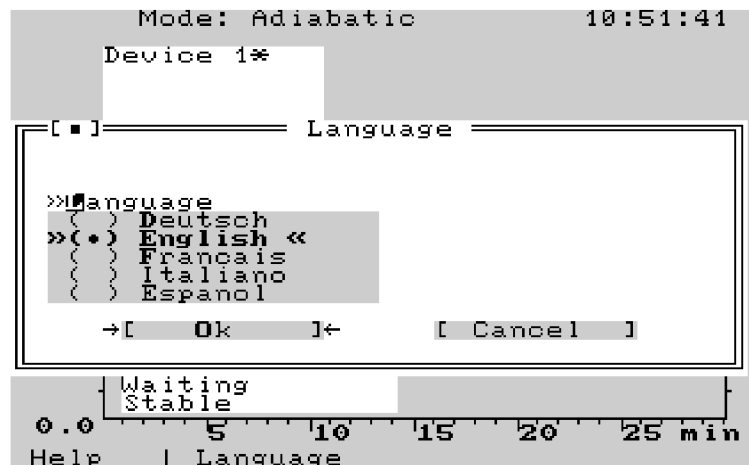 Mode: Adiabatic 10:51:41
Device 1*
[■] Language
»Language
( ) Deutsch
»(•) English «
( ) Francais
( ) Italiano
( ) Espanol
→[ Ok ]← [ Cancel ]
Waiting
Stable
0.0 5 10 15 20 25 min
Help | Language